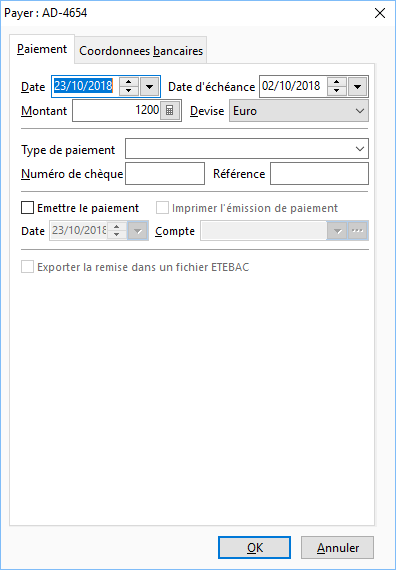 Payer : AD-4654
Paiement Coordonnees bancaires
Date 23/10/2018 Date d'échéance 02/10/2018
Montant 1200 Devise Euro
Type de paiement
Numéro de chèque Référence
Emettre le paiement Imprimer l'émission de paiement
Date 23/10/2018 Compte
Exporter la remise dans un fichier ETEBAC
OK Annuler